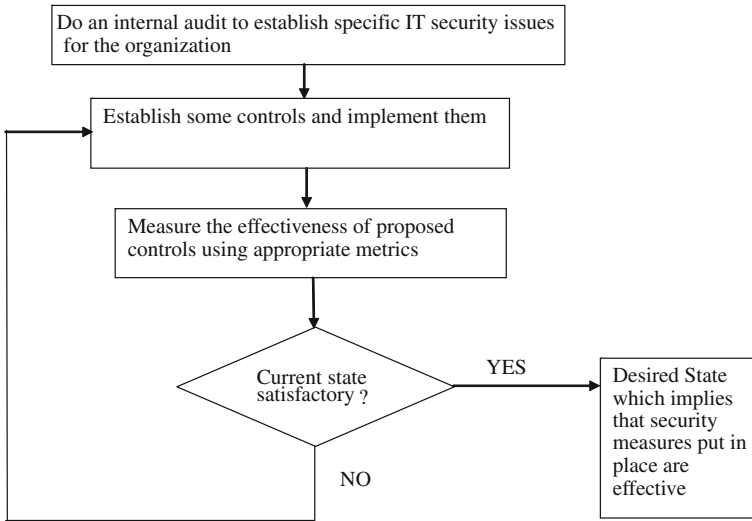 Do an internal audit to establish specific IT security issues
for the organization
Establish some controls and implement them
Measure the effectiveness of proposed
controls using appropriate metrics
Current state
satisfactory ?
YES
Desired State
which implies
that security
measures put in
place are
effective
NO